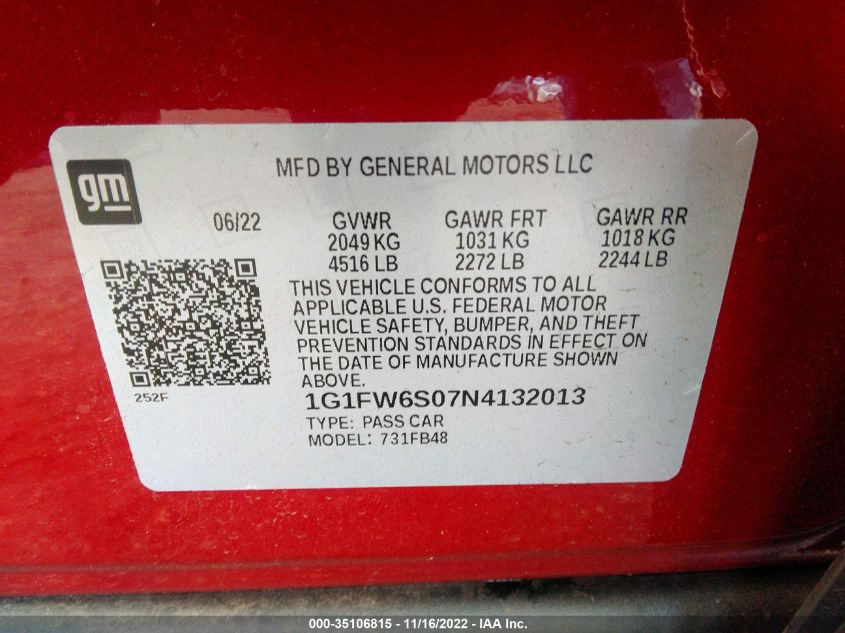 MFD BY GENERAL MOTORS LLC
gm
06/22 GVWR GAWR FRT GAWR RR
2049 KG 1031 KG 1018 KG
4516 LB 2272 LB 2244 LB
THIS VEHICLE CONFORMS TO ALL
APPLICABLE U.S. FEDERAL MOTOR
VEHICLE SAFETY, BUMPER, AND THEFT
PREVENTION STANDARDS IN EFFECT ON
THE DATE OF MANUFACTURE SHOWN
ABOVE.
252F
1G1FW6S07N4132013
TYPE: PASS CAR
MODEL: 731FB48
000-35106815 - 11/16/2022 - IAA Inc.